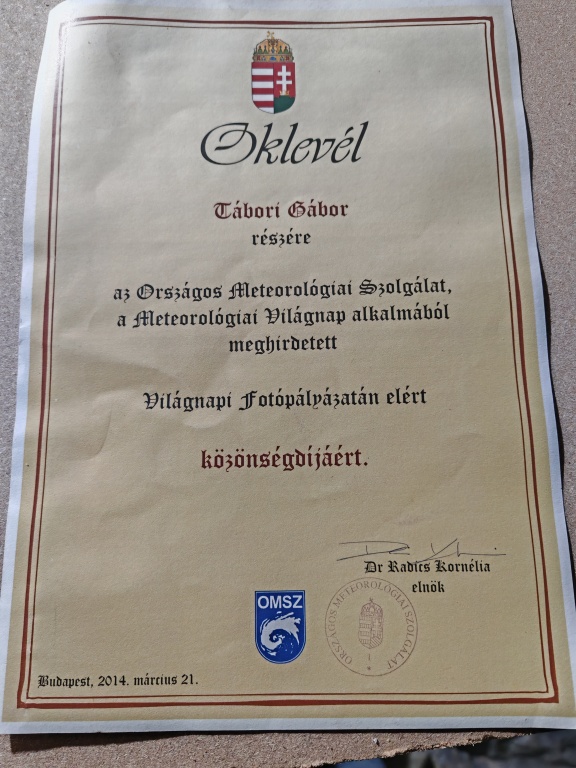 Oklevél
Tábori Gábor
részére
az Országos Meteorológiai Szolgálat,
a Meteorológiai Világnap alkalmából
meghirdetett
Világnapi Fotópályázatán elért
közönségdíjáért.
Dr Radics Kornélia
elnök
OMSZ
ORSZÁGOS METEOROLÓGIAI SZOLGÁLAT
Budapest, 2014. március 21.